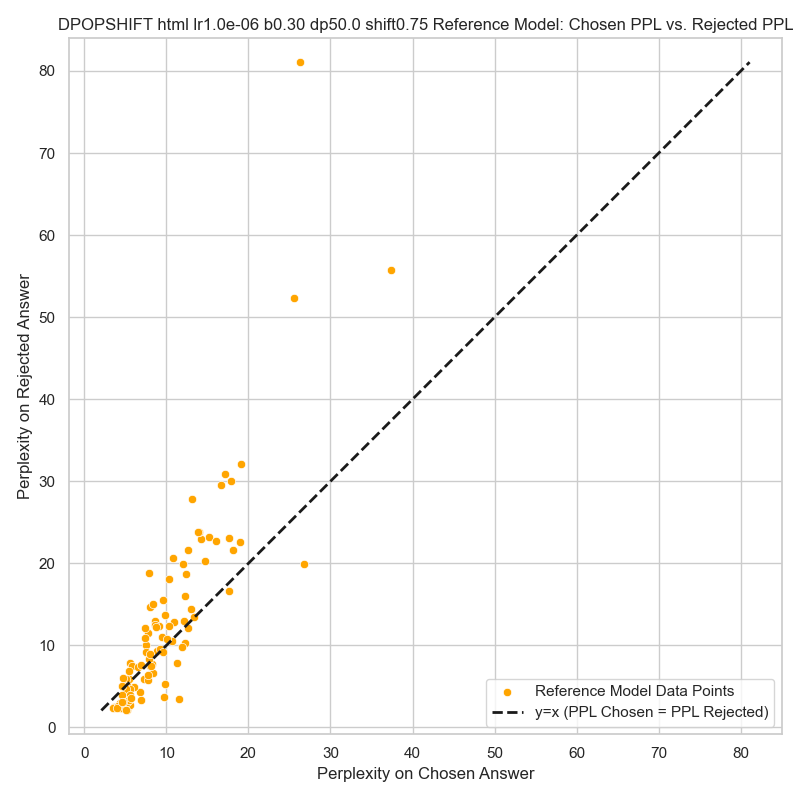 DPOPSHIFT html lr1.0e-06 b0.30 dp50.0 shift0.75 Reference Model: Chosen PPL vs. Rejected PPL
Perplexity on Rejected Answer
80
70
60
50
40
30
20
10
0
Reference Model Data Points
y=x (PPL Chosen = PPL Rejected)
0 10 20 30 40 50 60 70 80
Perplexity on Chosen Answer